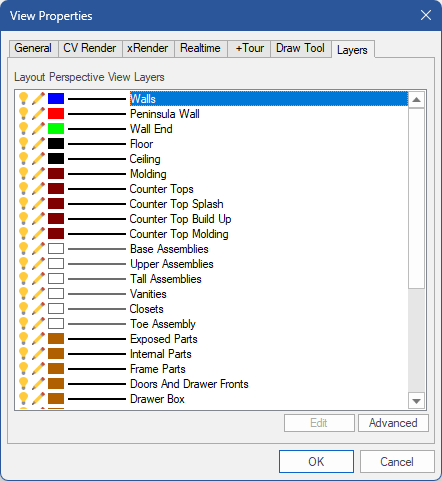 View Properties
General CV Render xRender Realtime +Tour Draw Tool Layers
Layout Perspective View Layers
Walls
Peninsula Wall
Wall End
Floor
Ceiling
Molding
Counter Tops
Counter Top Splash
Counter Top Build Up
Counter Top Molding
Base Assemblies
Upper Assemblies
Tall Assemblies
Vanities
Closets
Toe Assembly
Exposed Parts
Internal Parts
Frame Parts
Doors And Drawer Fronts
Drawer Box
Edit Advanced
OK Cancel